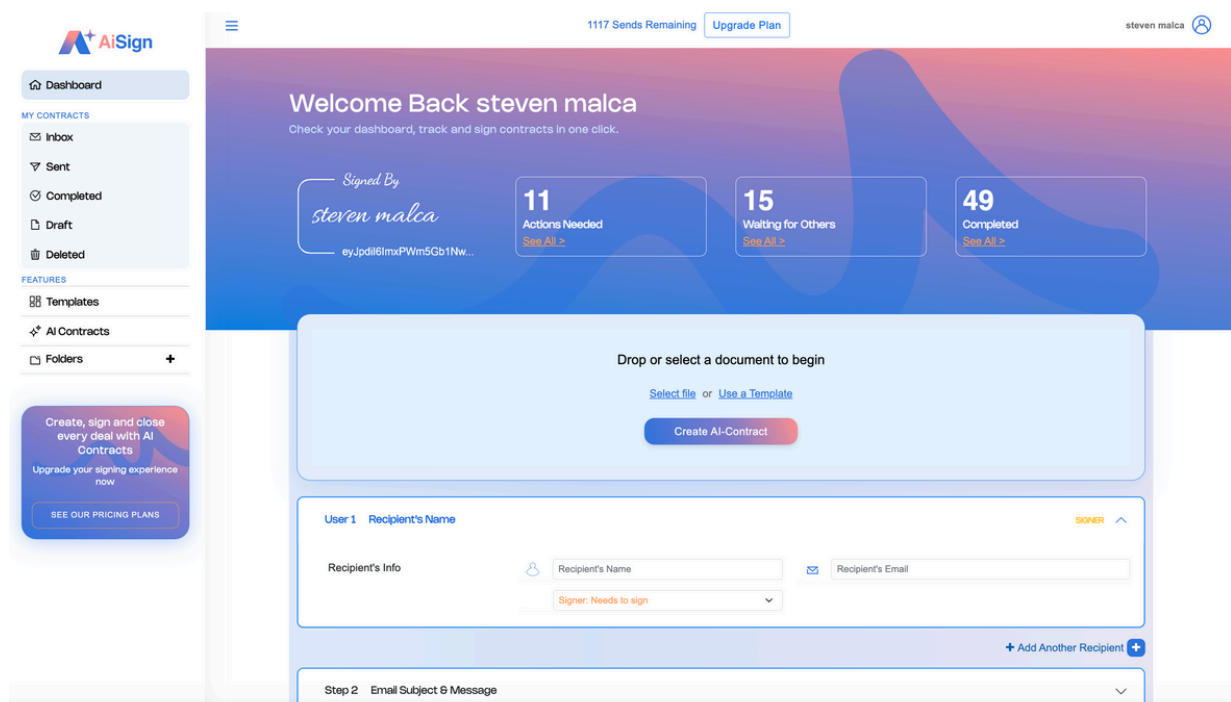 AiSign
Dashboard
MY CONTRACTS
Inbox
Sent
Completed
Draft
Deleted
FEATURES
Templates
AI Contracts
Folders +
Create, sign and close
every deal with AI
Contracts
Upgrade your signing experience
now
SEE OUR PRICING PLANS
1117 Sends Remaining Upgrade Plan
steven malca
Welcome Back steven malca
Check your dashboard, track and sign contracts in one click.
Signed By
steven malca
eyJpdiI6ImxPWm5Gb1Nw...
11
Actions Needed
See All >
15
Waiting for Others
See All >
49
Completed
See All >
Drop or select a document to begin
Select file or Use a Template
Create AI-Contract
User 1 Recipient's Name SIGNER
Recipient's Info Recipient's Name Recipient's Email
Signer: Needs to sign
+ Add Another Recipient +
Step 2 Email Subject & Message